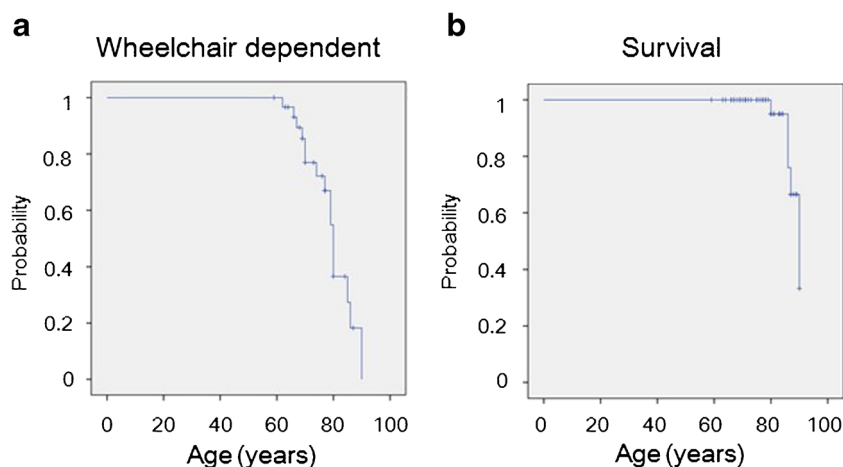 a
Wheelchair dependent
Probability
1
0.8
0.6
0.4
0.2
0
0 20 40 60 80 100
Age (years)
b
Survival
Probability
1
0.8
0.6
0.4
0.2
0
0 20 40 60 80 100
Age (years)